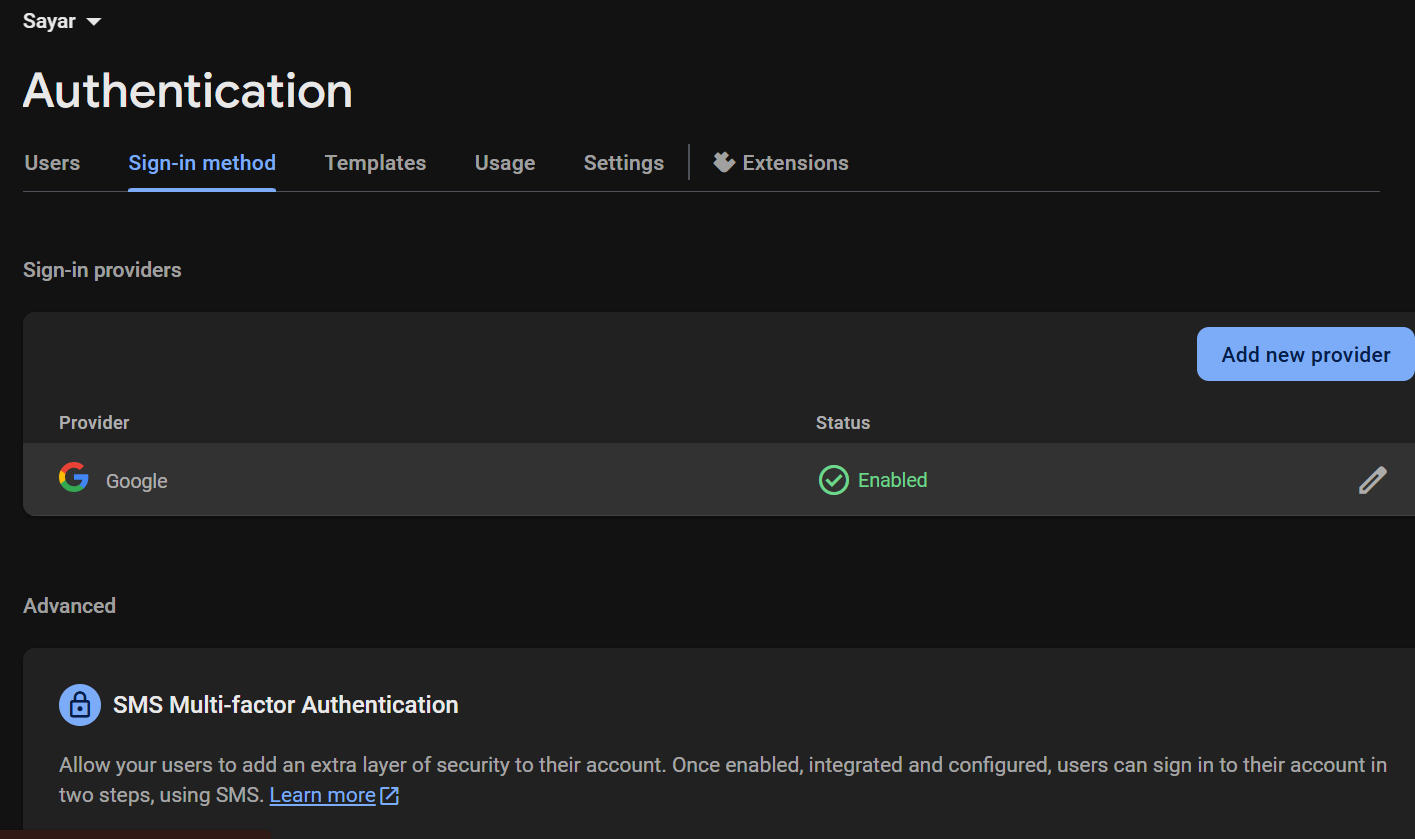 Sayar
Authentication
Users Sign-in method Templates Usage Settings Extensions
Sign-in providers
Add new provider
Provider Status
Google Enabled
Advanced
SMS Multi-factor Authentication
Allow your users to add an extra layer of security to their account. Once enabled, integrated and configured, users can sign in to their account in
two steps, using SMS. Learn more